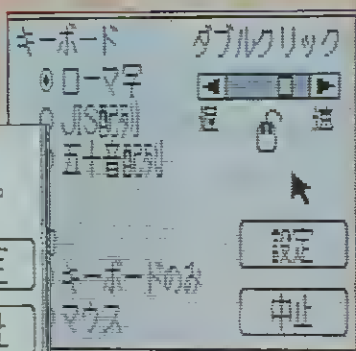 キーボード
ローマ字
JIS配列
五十音配列
キーボードのみ
マウス
ダブルクリック
遅 速
設定
中止